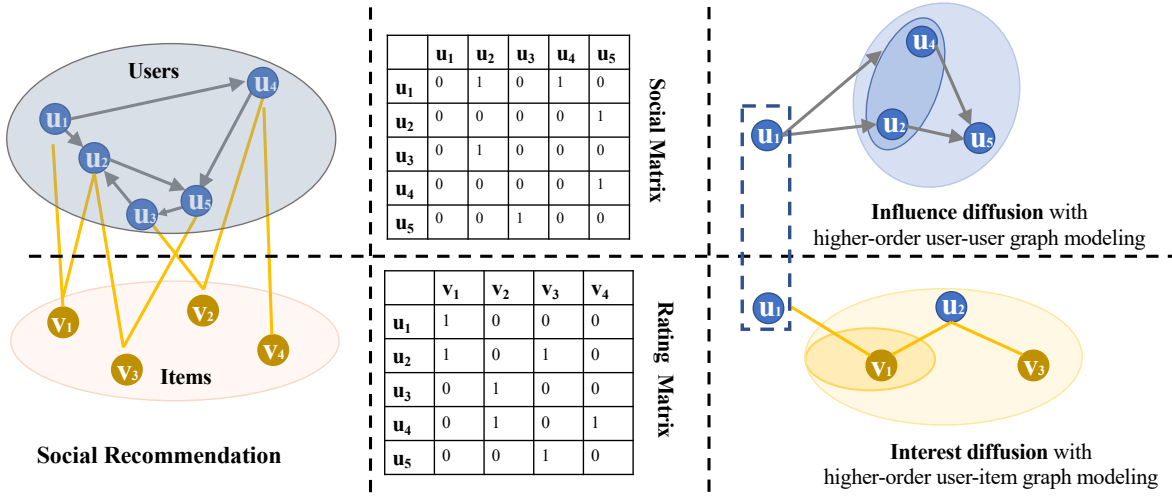 Users
u1
u2
u3
u4
u5
v1
v2
v3
v4
Items
Social Recommendation
u1 u2 u3 u4 u5
u1 0 1 0 1 0
u2 0 0 0 0 1
u3 0 1 0 0 0
u4 0 0 0 0 1
u5 0 0 1 0 0
Social Matrix
v1 v2 v3 v4
u1 1 0 0 0
u2 1 0 1 0
u3 0 1 0 0
u4 0 1 0 1
u5 0 0 1 0
Rating Matrix
u4
u1
u2
u5
Influence diffusion with
higher-order user-user graph modeling
u1
u2
v1
v3
Interest diffusion with
higher-order user-item graph modeling